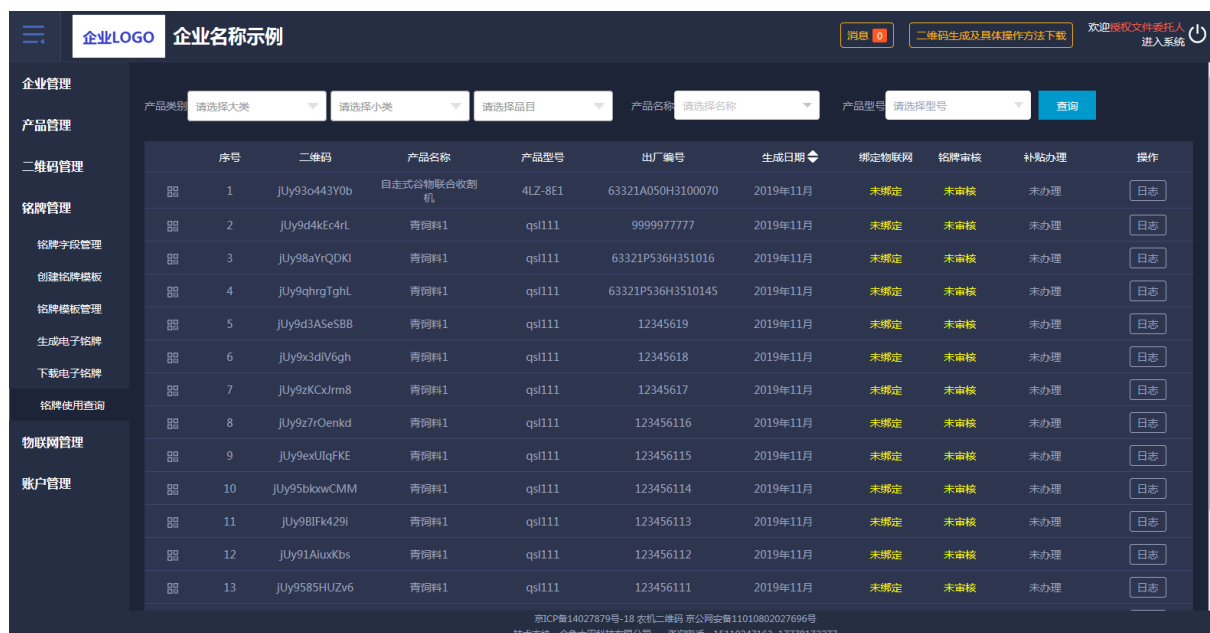 企业LOGO 企业名称示例 消息 0 二维码生成及具体操作方法下载 欢迎授权文件委托人
进入系统
企业管理
产品管理
二维码管理
铭牌管理
铭牌字段管理
创建铭牌模板
铭牌模板管理
生成电子铭牌
下载电子铭牌
铭牌使用查询
物联网管理
账户管理
产品类别 请选择大类 请选择小类 请选择品目 产品名称 请选择名称 产品型号 请选择型号 查询
序号 二维码 产品名称 产品型号 出厂编号 生成日期 绑定物联网 铭牌审核 补贴办理 操作
1 jUy93o443Y0b 自走式谷物联合收割机 4LZ-8E1 63321A050H3100070 2019年11月 未绑定 未审核 未办理 日志
2 jUy9d4kEc4rL 青饲料1 qsl111 9999977777 2019年11月 未绑定 未审核 未办理 日志
3 jUy98aYrQDKl 青饲料1 qsl111 63321P536H351016 2019年11月 未绑定 未审核 未办理 日志
4 jUy9qhrgTghL 青饲料1 qsl111 63321P536H3510145 2019年11月 未绑定 未审核 未办理 日志
5 jUy9d3ASeSBB 青饲料1 qsl111 12345619 2019年11月 未绑定 未审核 未办理 日志
6 jUy9x3diV6gh 青饲料1 qsl111 12345618 2019年11月 未绑定 未审核 未办理 日志
7 jUy9zKCxJrm8 青饲料1 qsl111 12345617 2019年11月 未绑定 未审核 未办理 日志
8 jUy9z7rOenkd 青饲料1 qsl111 123456116 2019年11月 未绑定 未审核 未办理 日志
9 jUy9exUIqFKE 青饲料1 qsl111 123456115 2019年11月 未绑定 未审核 未办理 日志
10 jUy95bkxwCMM 青饲料1 qsl111 123456114 2019年11月 未绑定 未审核 未办理 日志
11 jUy9BIFk429i 青饲料1 qsl111 123456113 2019年11月 未绑定 未审核 未办理 日志
12 jUy91AiuxKbs 青饲料1 qsl111 123456112 2019年11月 未绑定 未审核 未办理 日志
13 jUy9585HUZv6 青饲料1 qsl111 123456111 2019年11月 未绑定 未审核 未办理 日志
京ICP备14027879号-18 农机二维码 京公网安备11010802027696号